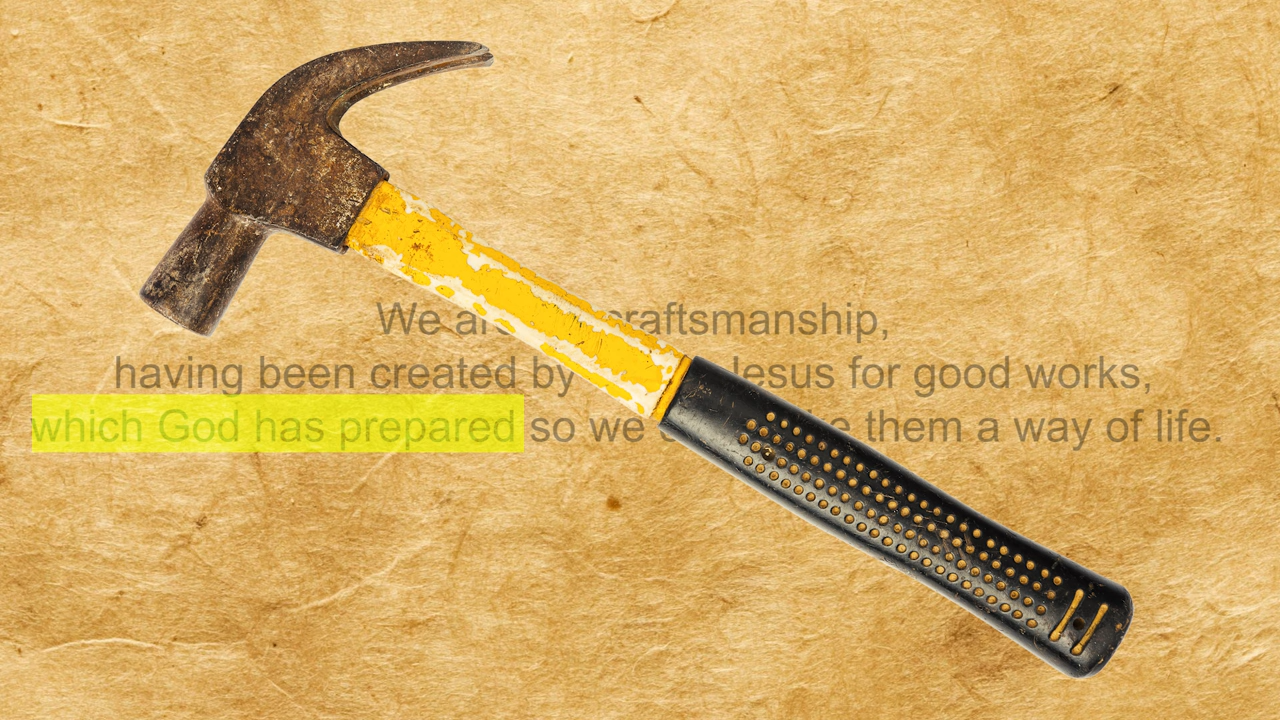 We craftsmanship,
having been created by Jesus for good works,
which God has prepared so we them a way of life.